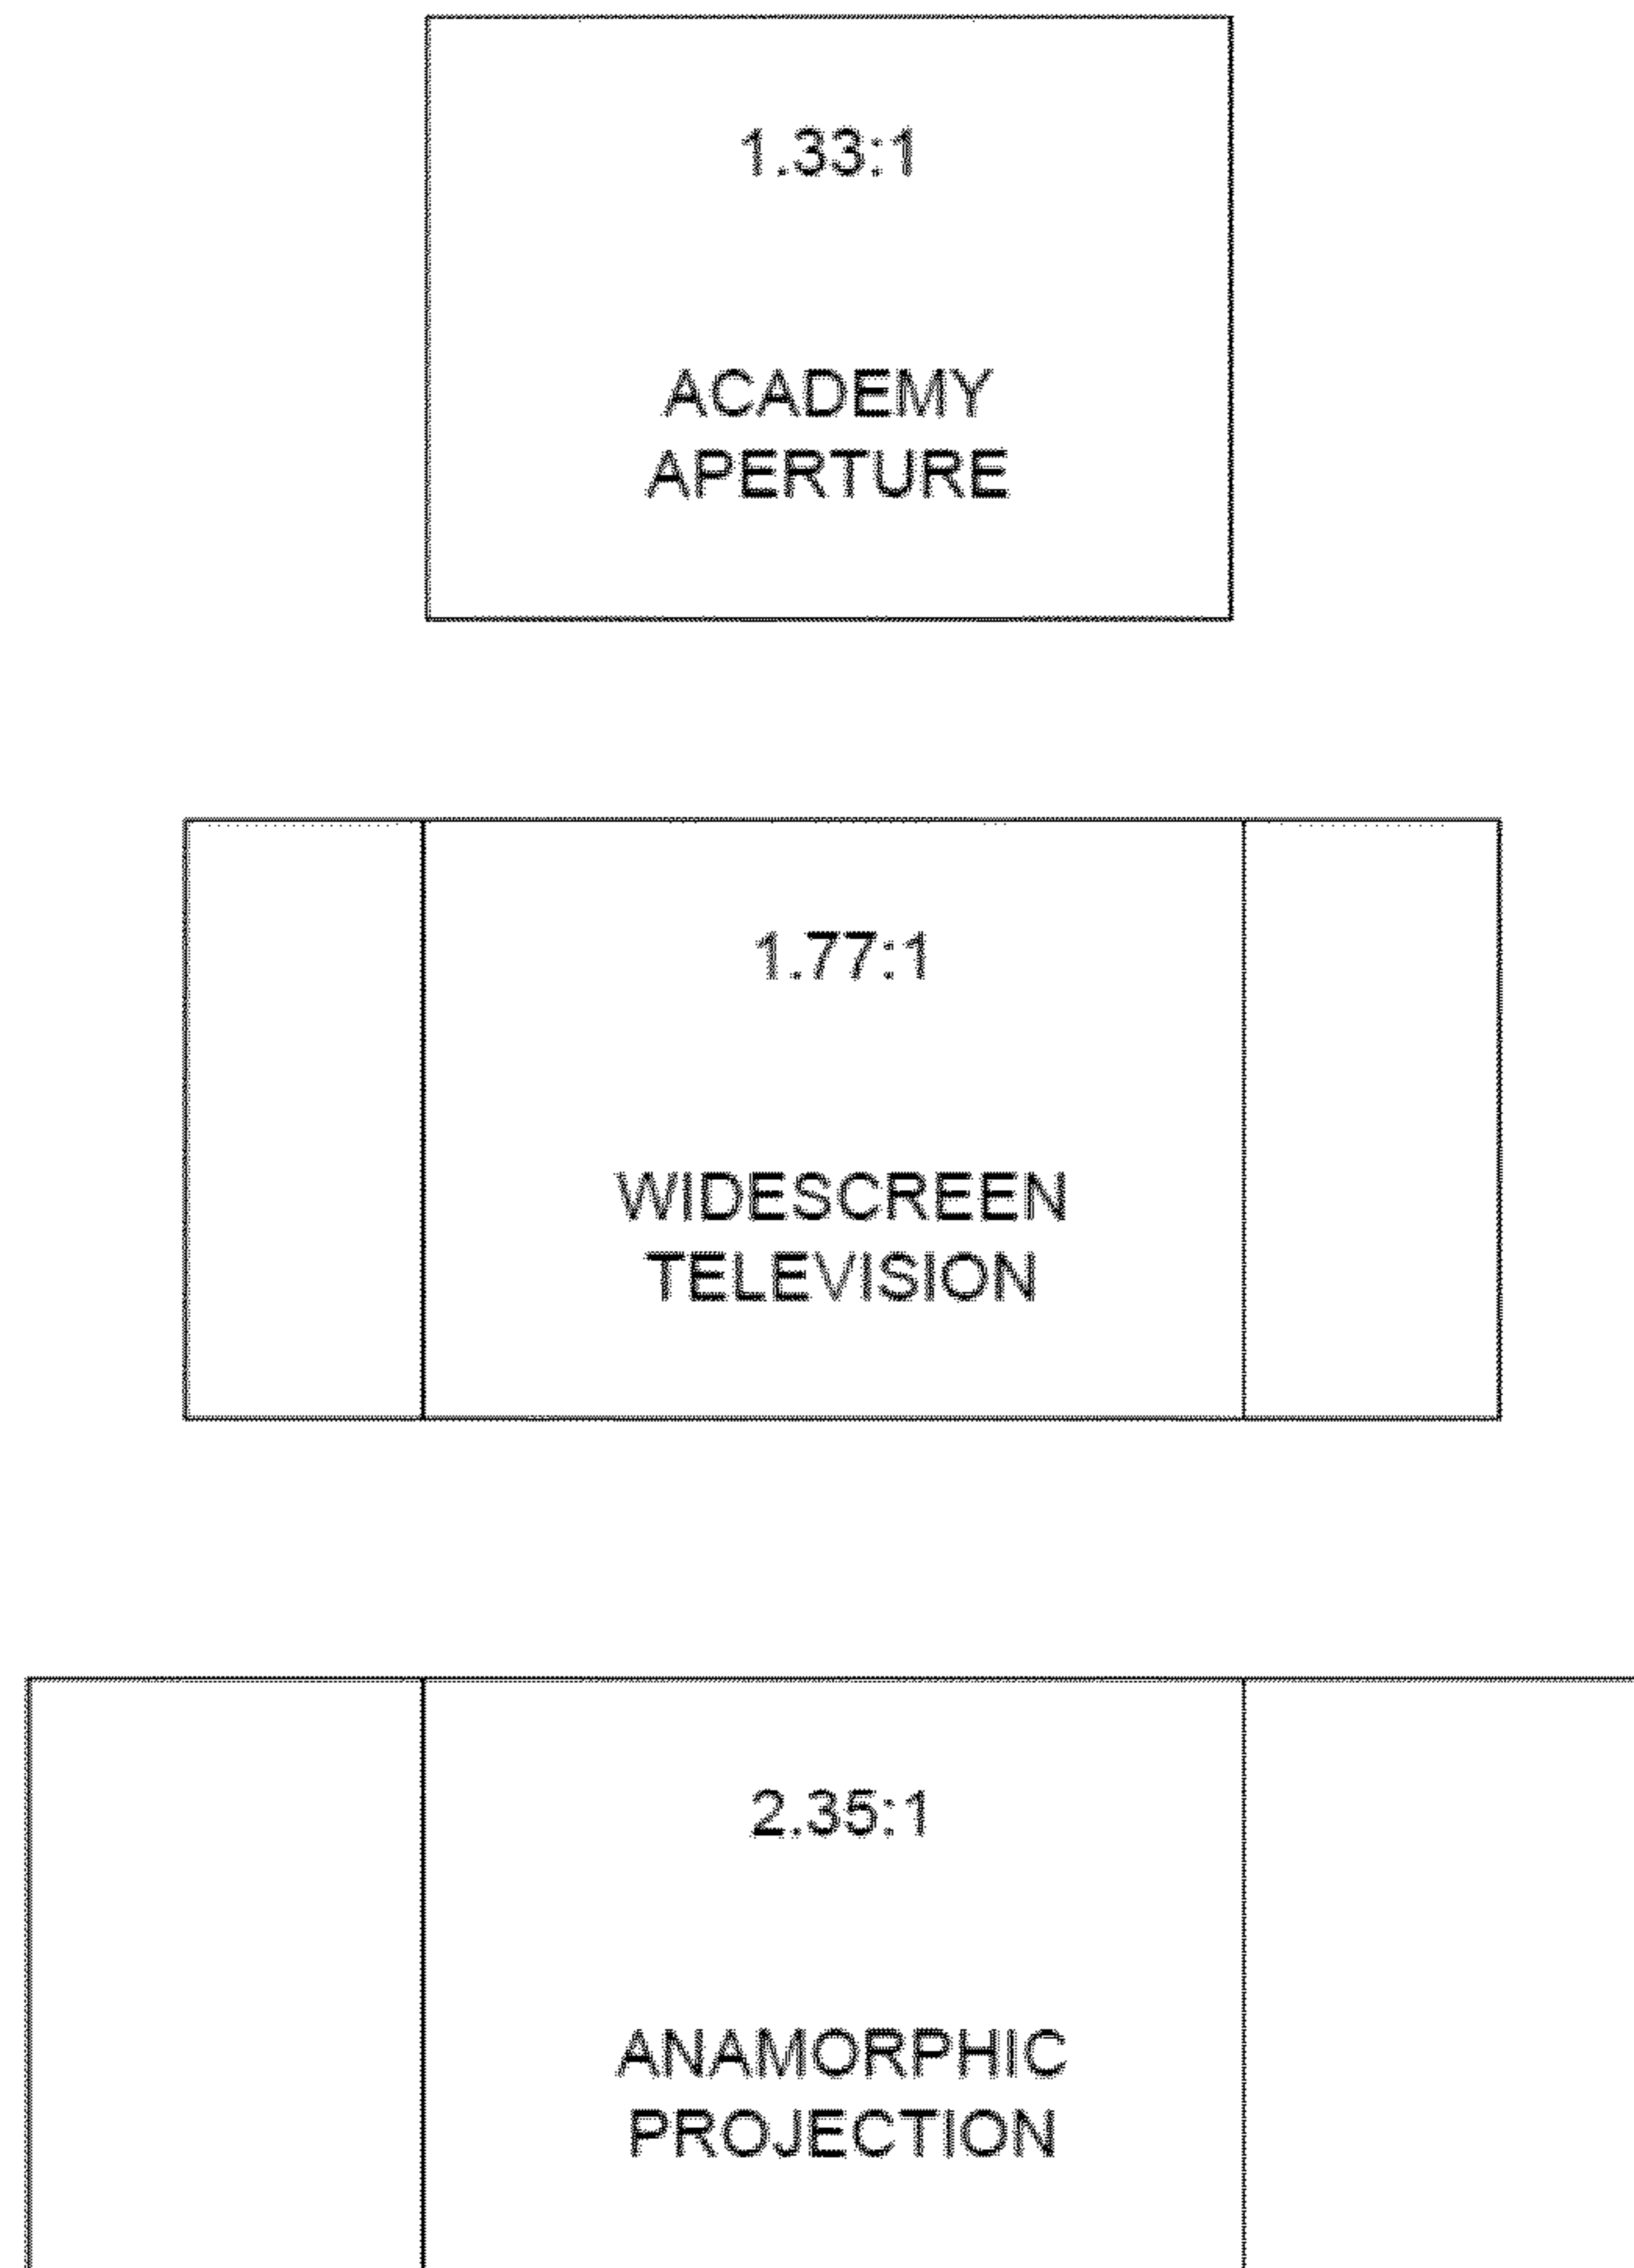 1.33:1
ACADEMY
APERTURE
1.77:1
WIDESCREEN
TELEVISION
2.35:1
ANAMORPHIC
PROJECTION